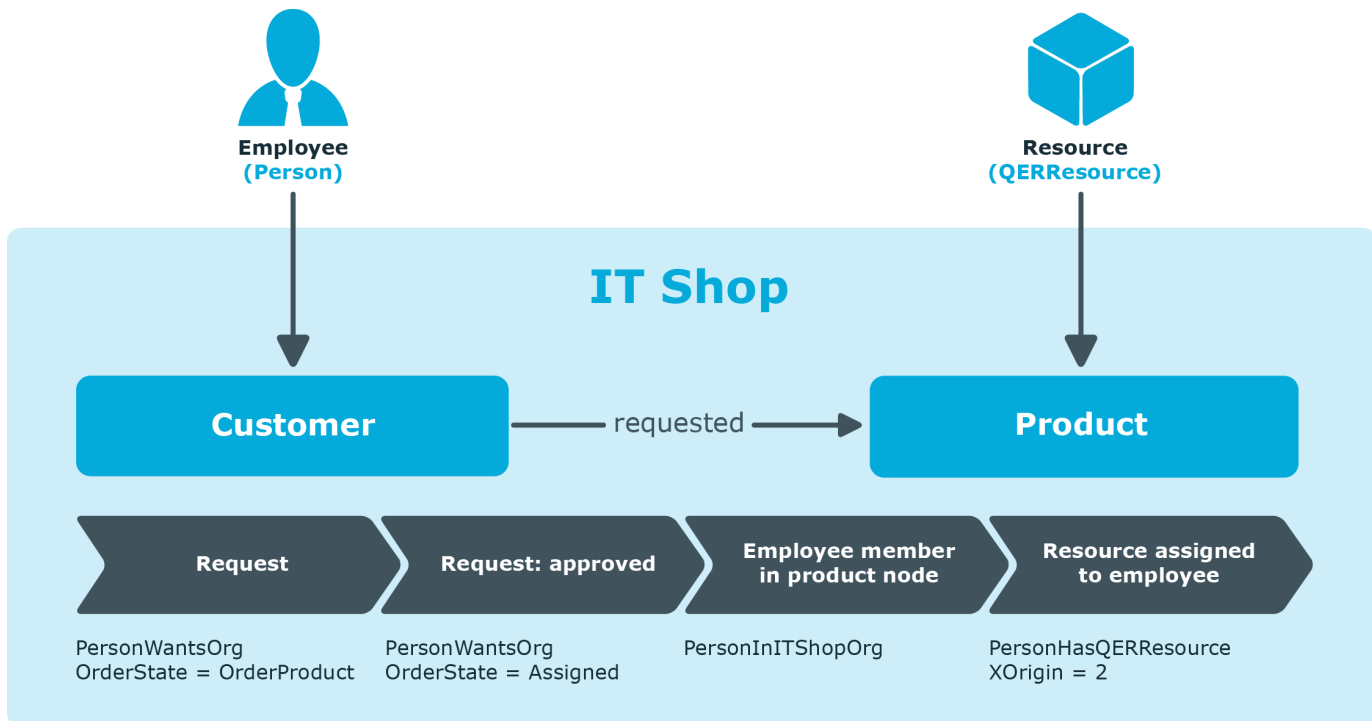 Employee
(Person)
Resource
(QERResource)
IT Shop
Customer
requested
Product
Request
Request: approved
Employee member
in product node
Resource assigned
to employee
PersonWantsOrg
OrderState = OrderProduct
PersonWantsOrg
OrderState = Assigned
PersonInITShopOrg
PersonHasQERResource
XOrigin = 2